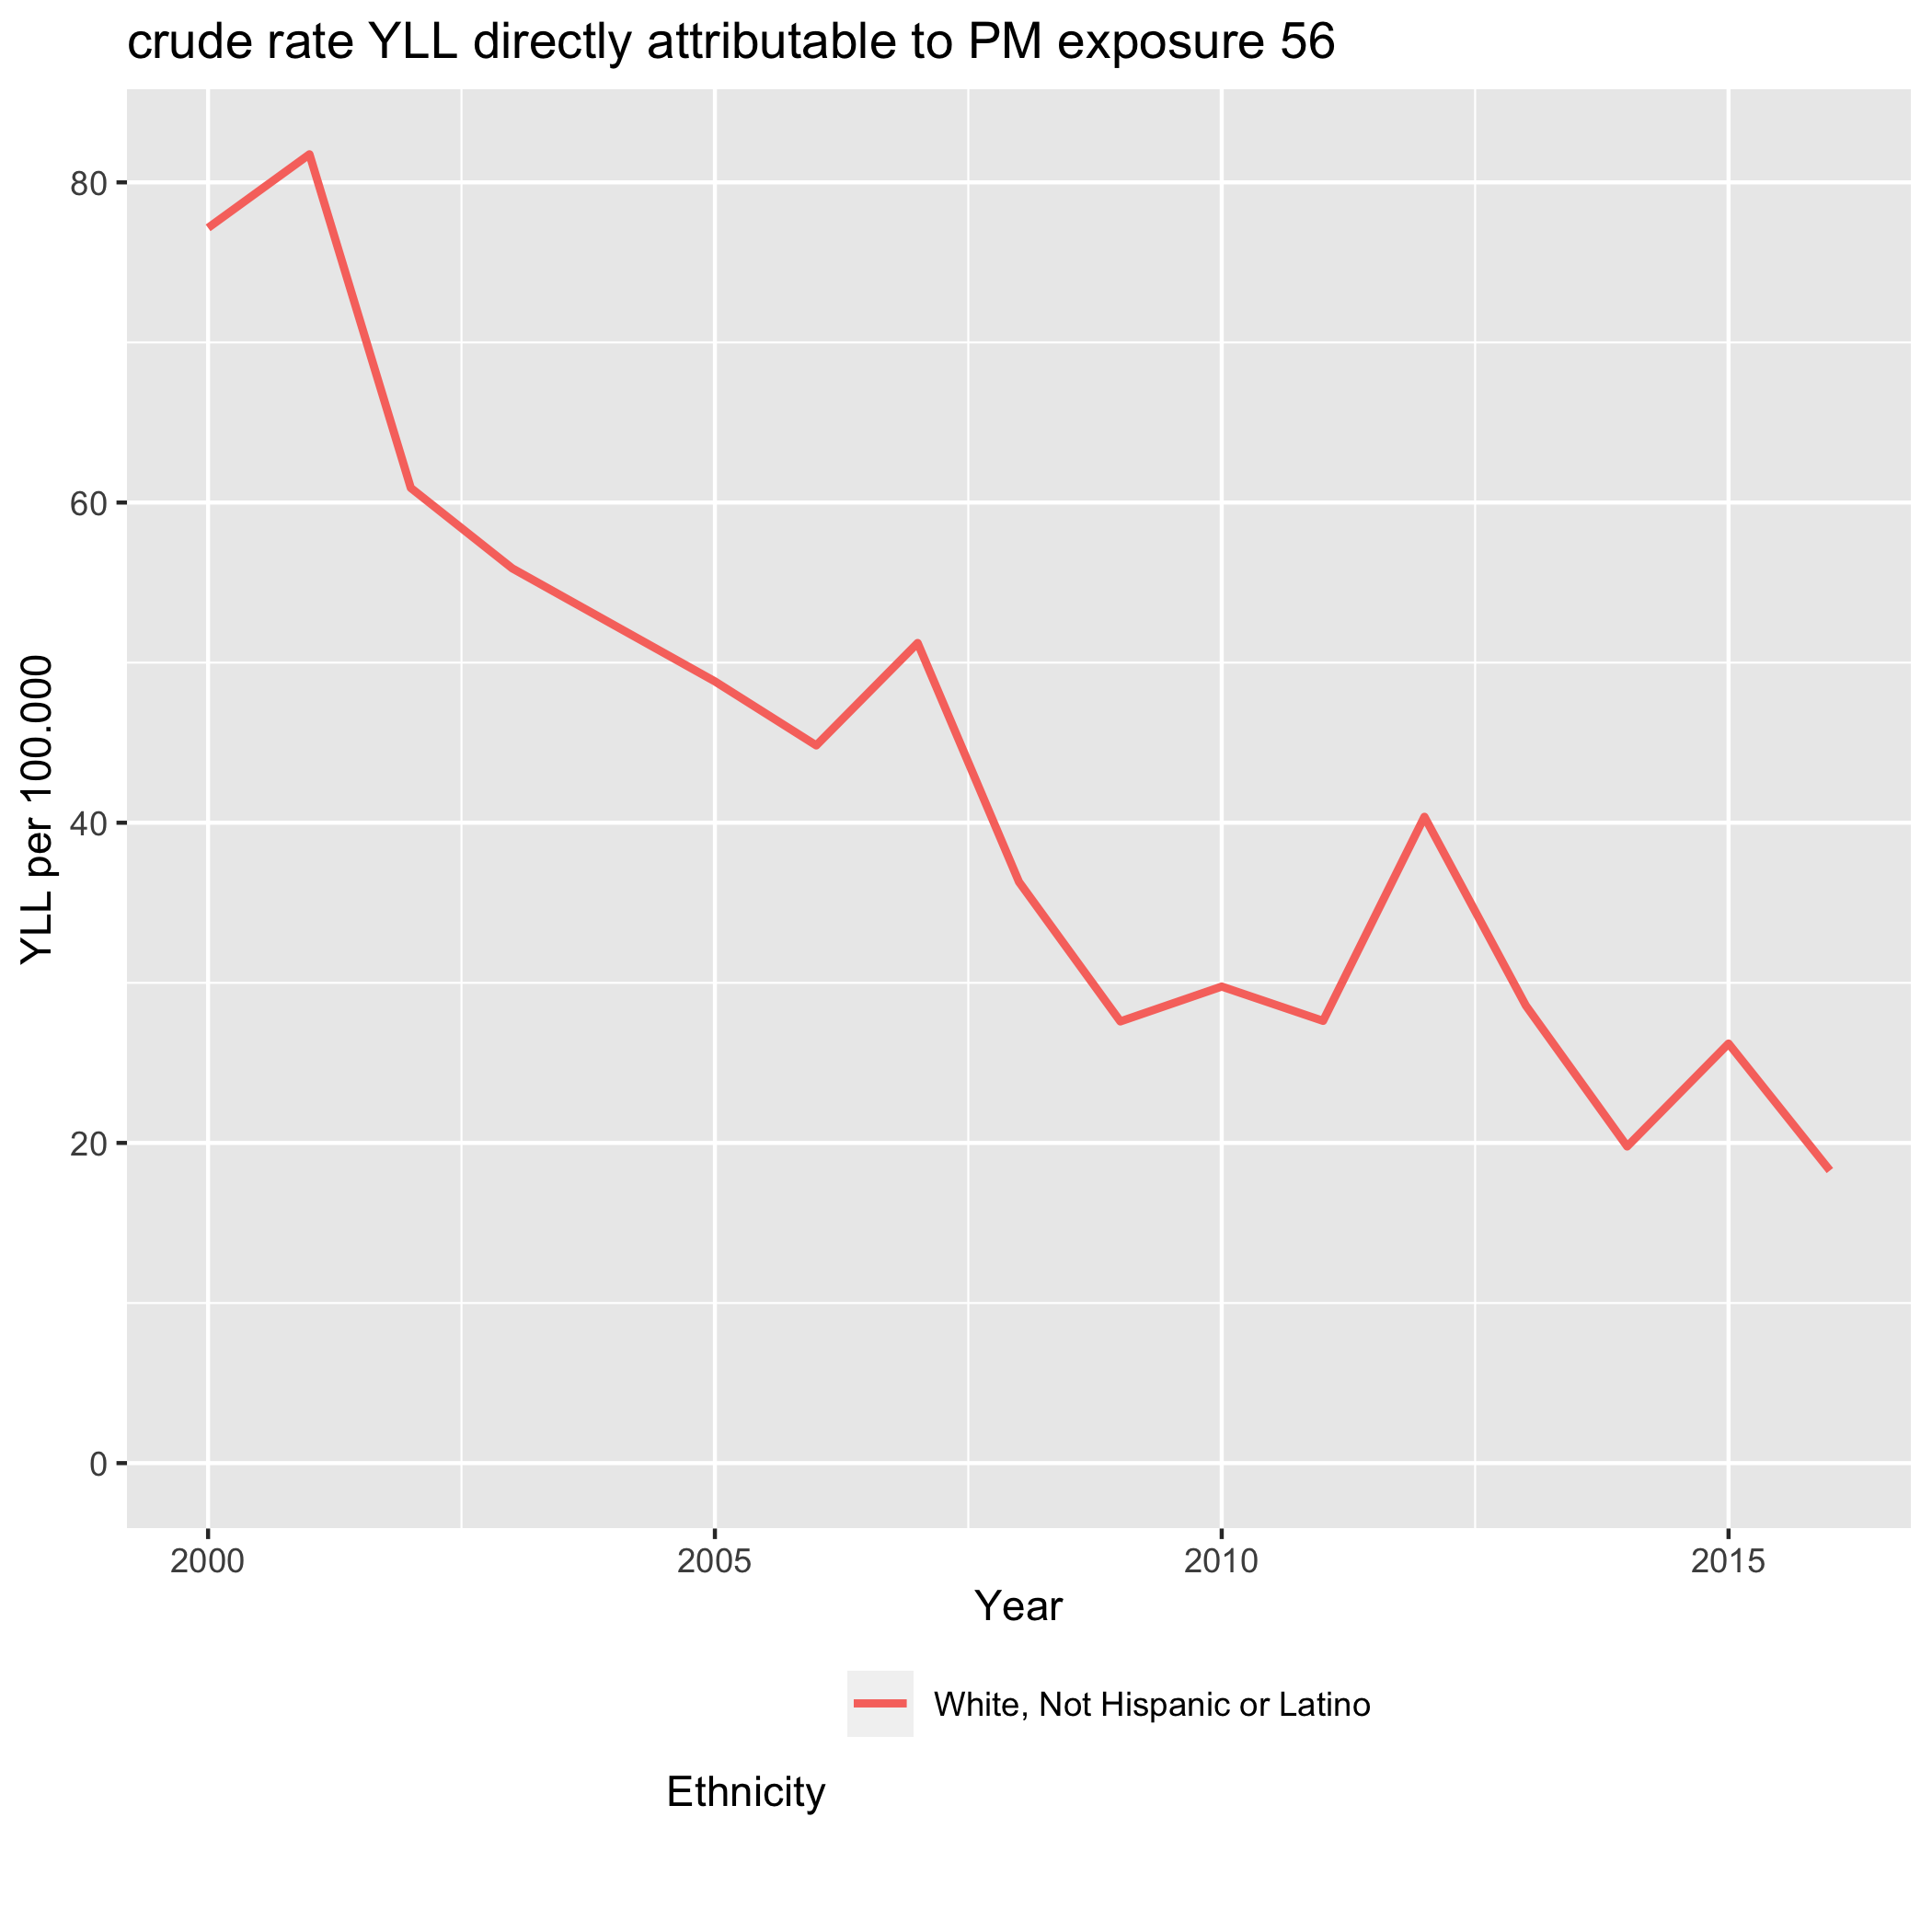 crude rate YLL directly attributable to PM exposure 56
YLL per 100.000
80
60
40
20
0
2000 2005 2010 2015
Year
White, Not Hispanic or Latino
Ethnicity